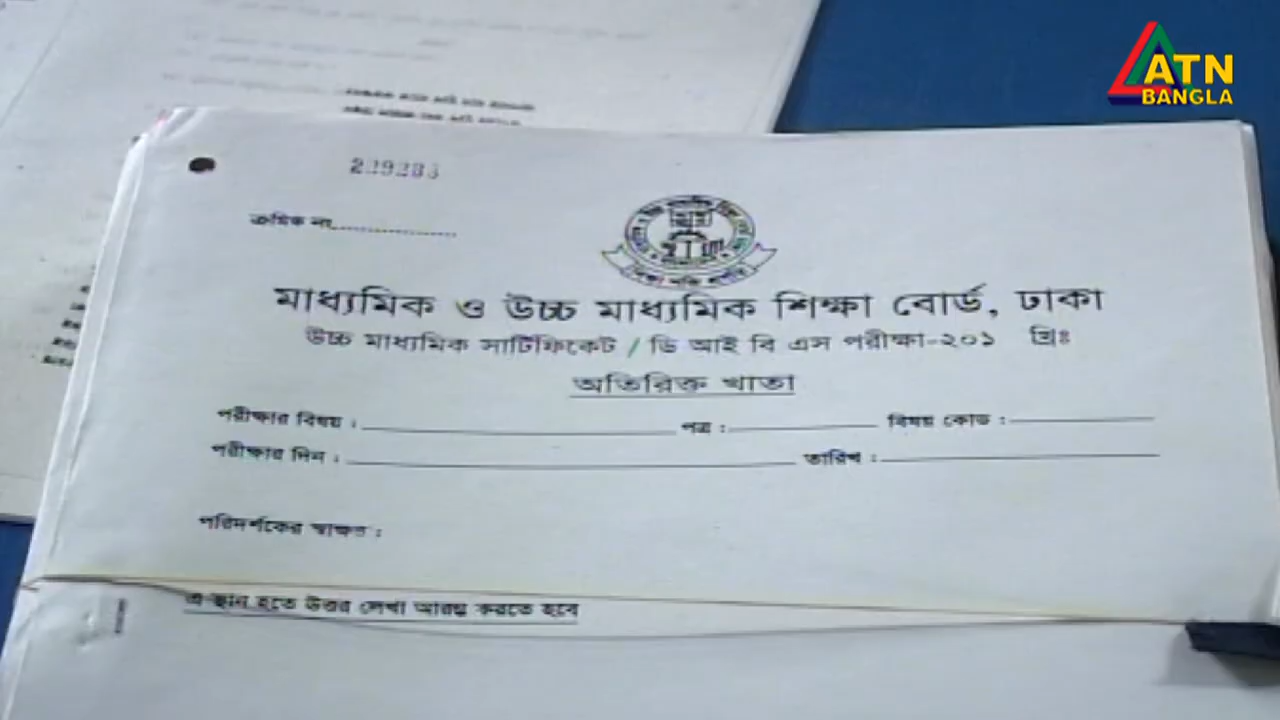 ATN
BANGLA
ক্রমিক নং
মাধ্যমিক ও উচ্চ মাধ্যমিক শিক্ষা বোর্ড, ঢাকা
উচ্চ মাধ্যমিক সার্টিফিকেট / ডি আই বি এস পরীক্ষা-২০১ খ্রিঃ
অতিরিক্ত খাতা
পরীক্ষার বিষয় : পত্র : বিষয় কোড :
পরীক্ষার দিন : তারিখ :
পরিদর্শকের স্বাক্ষর :
এ স্থান হতে উত্তর লেখা আরম্ভ করতে হবে